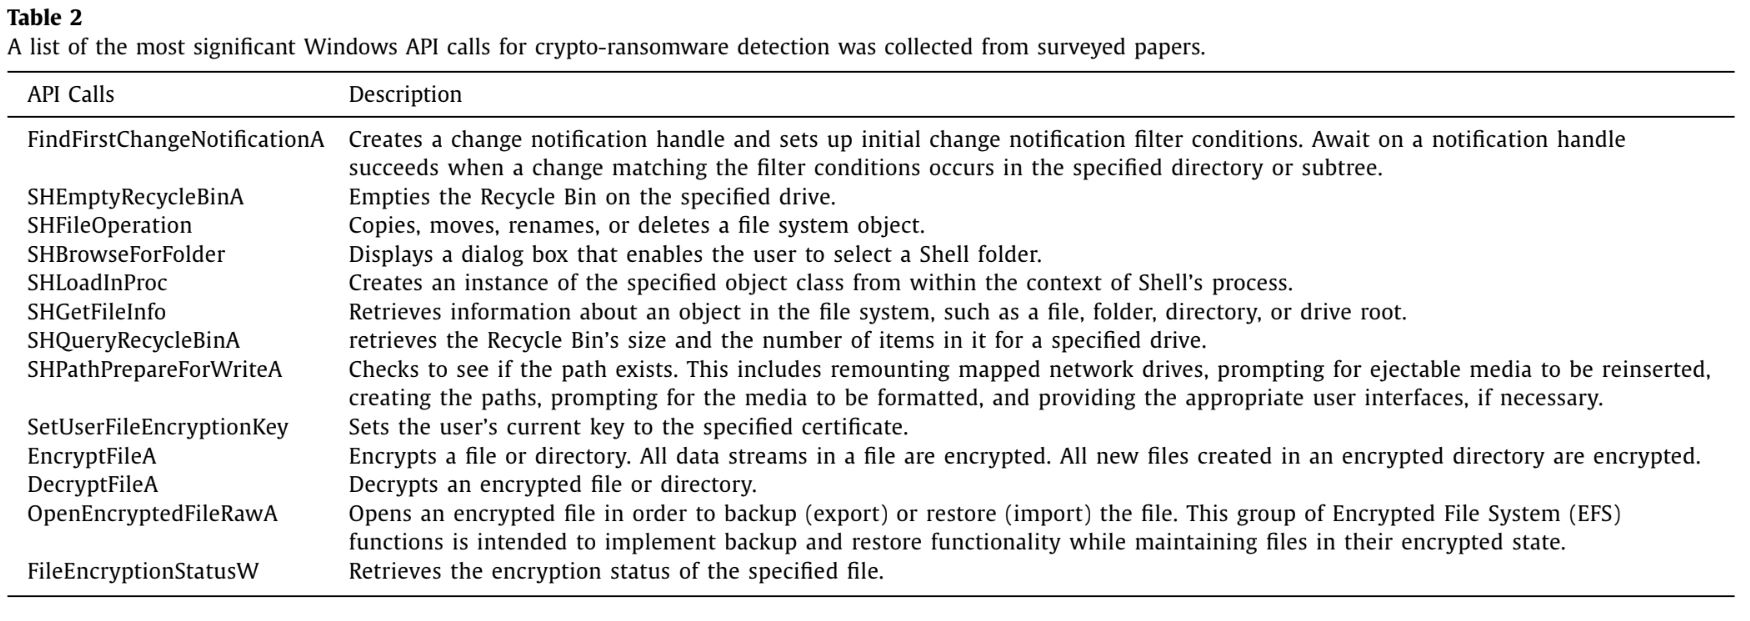 Table 2
A list of the most significant Windows API calls for crypto-ransomware detection was collected from surveyed papers.
API Calls Description
FindFirstChangeNotificationA Creates a change notification handle and sets up initial change notification filter conditions. Await on a notification handle
succeeds when a change matching the filter conditions occurs in the specified directory or subtree.
SHEmptyRecycleBinA Empties the Recycle Bin on the specified drive.
SHFileOperation Copies, moves, renames, or deletes a file system object.
SHBrowseForFolder Displays a dialog box that enables the user to select a Shell folder.
SHLoadInProc Creates an instance of the specified object class from within the context of Shell's process.
SHGetFileInfo Retrieves information about an object in the file system, such as a file, folder, directory, or drive root.
SHQueryRecycleBinA retrieves the Recycle Bin's size and the number of items in it for a specified drive.
SHPathPrepareForWriteA Checks to see if the path exists. This includes remounting mapped network drives, prompting for ejectable media to be reinserted,
creating the paths, prompting for the media to be formatted, and providing the appropriate user interfaces, if necessary.
SetUserFileEncryptionKey Sets the user's current key to the specified certificate.
EncryptFileA Encrypts a file or directory. All data streams in a file are encrypted. All new files created in an encrypted directory are encrypted.
DecryptFileA Decrypts an encrypted file or directory.
OpenEncryptedFileRawA Opens an encrypted file in order to backup (export) or restore (import) the file. This group of Encrypted File System (EFS)
functions is intended to implement backup and restore functionality while maintaining files in their encrypted state.
FileEncryptionStatusW Retrieves the encryption status of the specified file.